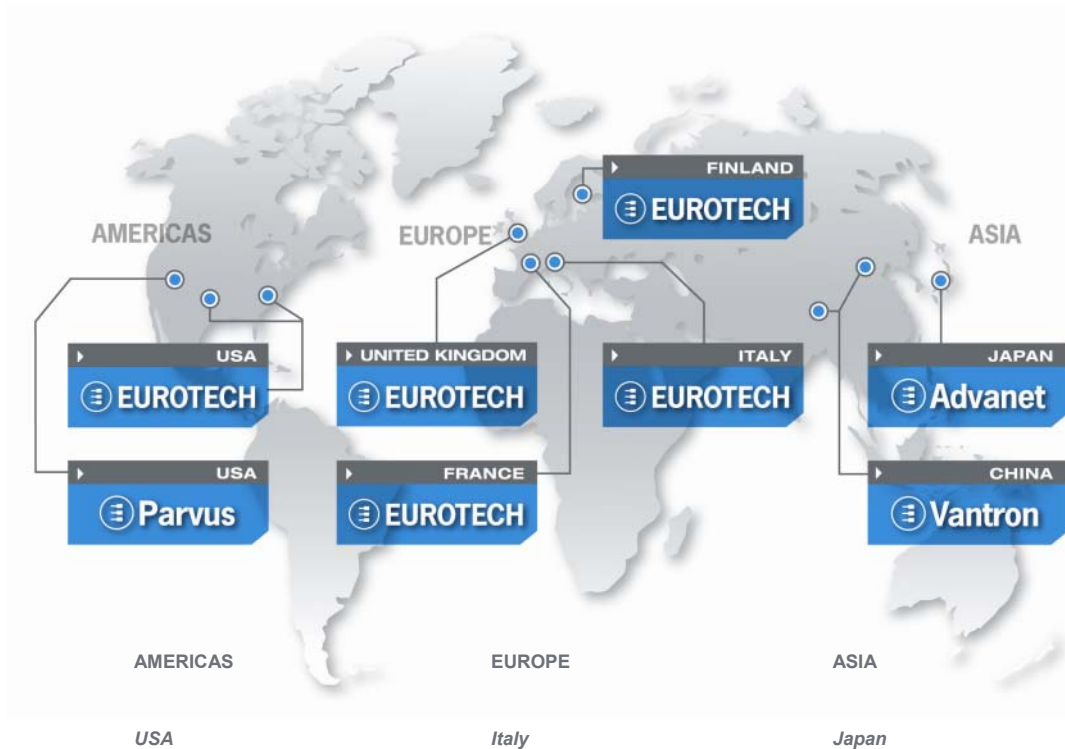 FINLAND
EUROTECH
AMERICAS
EUROPE
ASIA
USA
EUROTECH
UNITED KINGDOM
EUROTECH
ITALY
EUROTECH
JAPAN
Advanet
USA
Parvus
FRANCE
EUROTECH
CHINA
Vantron
AMERICAS
EUROPE
ASIA
USA
Italy
Japan